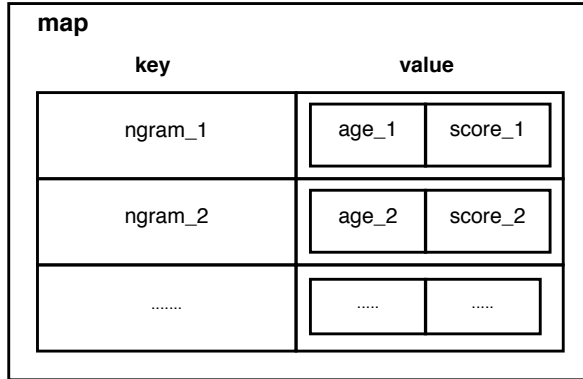 map
key value
ngram_1 age_1 score_1
ngram_2 age_2 score_2
....... ..... .....